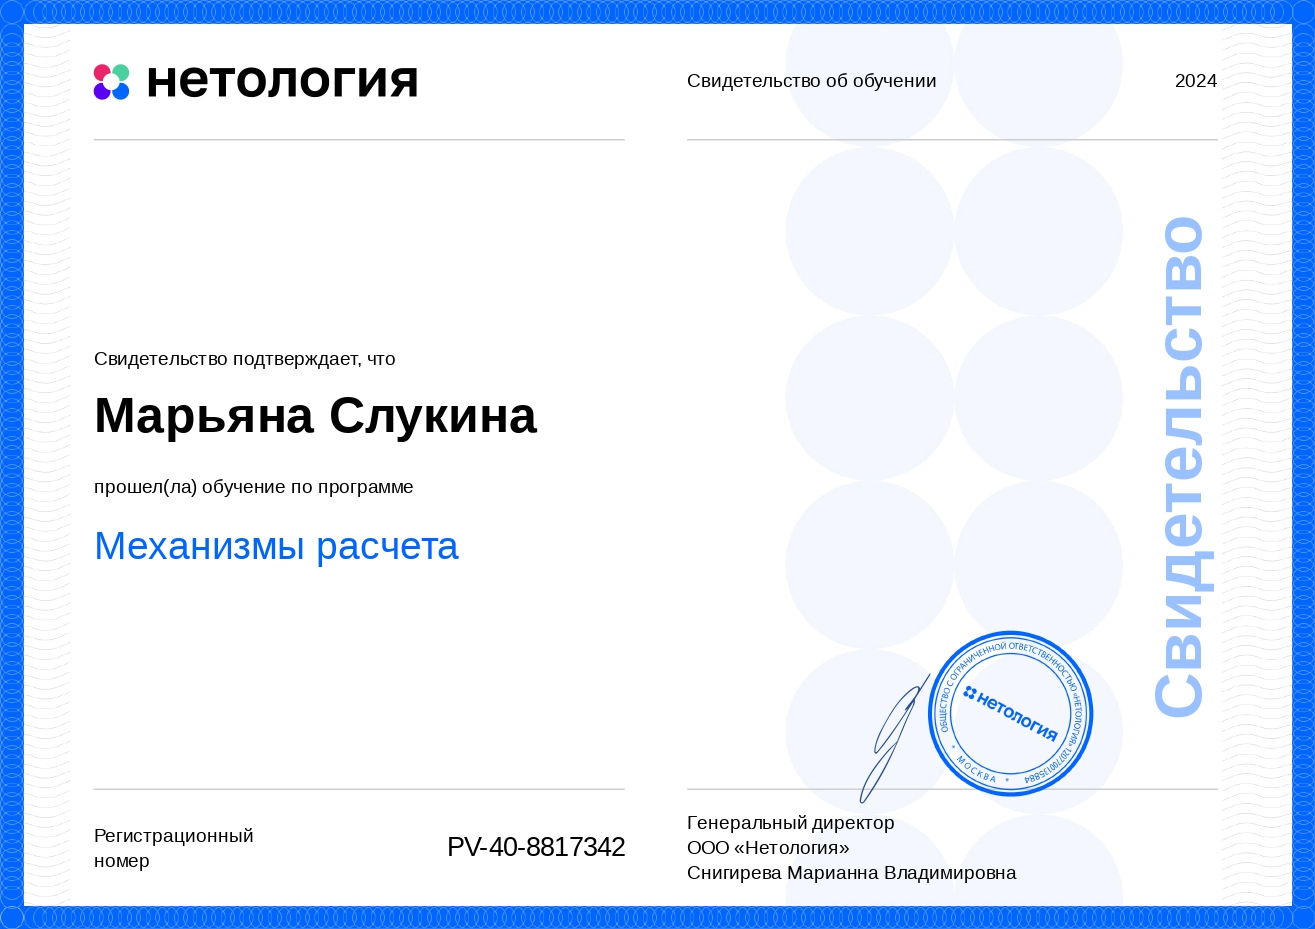 нетология
Свидетельство об обучении
2024
Свидетельство подтверждает, что
Марьяна Слукина
прошел(ла) обучение по программе
Механизмы расчета
Свидетельство
ОБЩЕСТВО С ОГРАНИЧЕННОЙ ОТВЕТСТВЕННОСТЬЮ «НЕТОЛОГИЯ» 1207700135884
* МОСКВА *
нетология
Регистрационный
номер
PV-40-8817342
Генеральный директор
ООО «Нетология»
Снигирева Марианна Владимировна